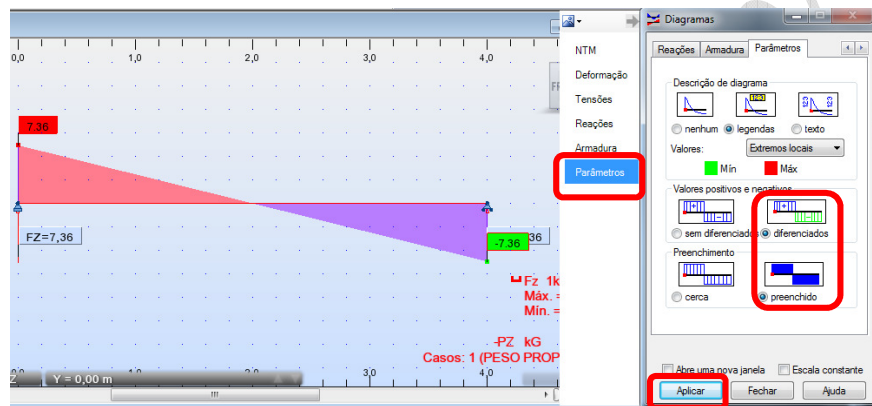 Diagramas
NTM
Deformação
Tensões
Reações
Armadura
Parâmetros
Reações Armadura Parâmetros
Descrição de diagrama
nenhum legendas texto
Valores: Extremos locais
Mín Máx
Valores positivos e negativos
sem diferenciados diferenciados
Preenchimento
cerca preenchido
Abre uma nova janela Escala constante
Aplicar Fechar Ajuda
0,0 1,0 2,0 3,0 4,0
7,36
FZ=7,36
-7.36 36
Fz 1k
Máx. =
Mín. =
-PZ kG
Casos: 1 (PESO PROP
3,0 4,0
Z Y = 0,00 m